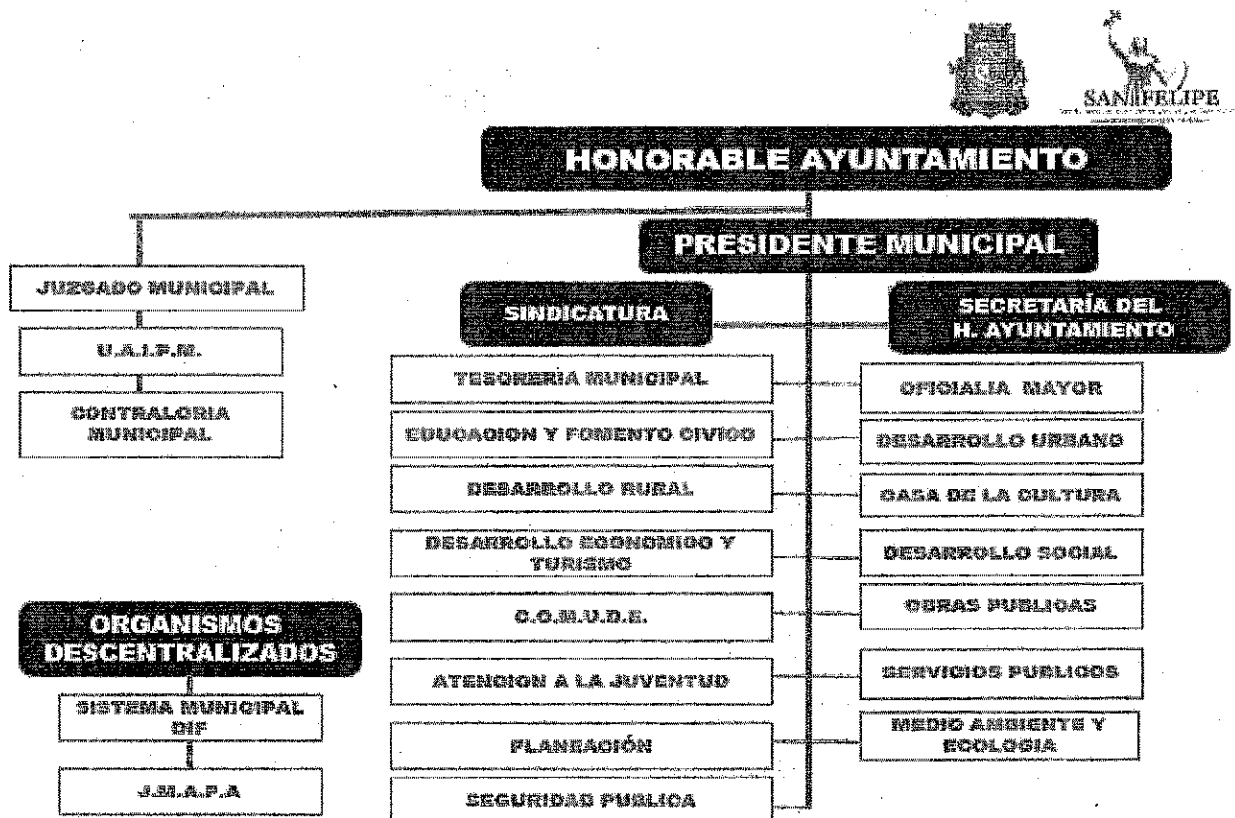 SAN FELIPE
HONORABLE AYUNTAMIENTO
PRESIDENTE MUNICIPAL
JUZGADO MUNICIPAL
U.A.I.P.M.
CONTRALORIA
MUNICIPAL
SINDICATURA
SECRETARÍA DEL
H. AYUNTAMIENTO
TESORERIA MUNICIPAL
OFICIALIA MAYOR
EDUCACION Y FOMENTO CIVICO
DESARROLLO URBANO
DESARROLLO RURAL
CASA DE LA CULTURA
DESARROLLO ECONOMICO Y
TURISMO
DESARROLLO SOCIAL
C.O.M.U.D.E.
OBRAS PUBLICAS
ATENCION A LA JUVENTUD
SERVICIOS PUBLICOS
PLANEACIÓN
MEDIO AMBIENTE Y
ECOLOGIA
SEGURIDAD PUBLICA
ORGANISMOS
DESCENTRALIZADOS
SISTEMA MUNICIPAL
DIF
J.M.A.P.A